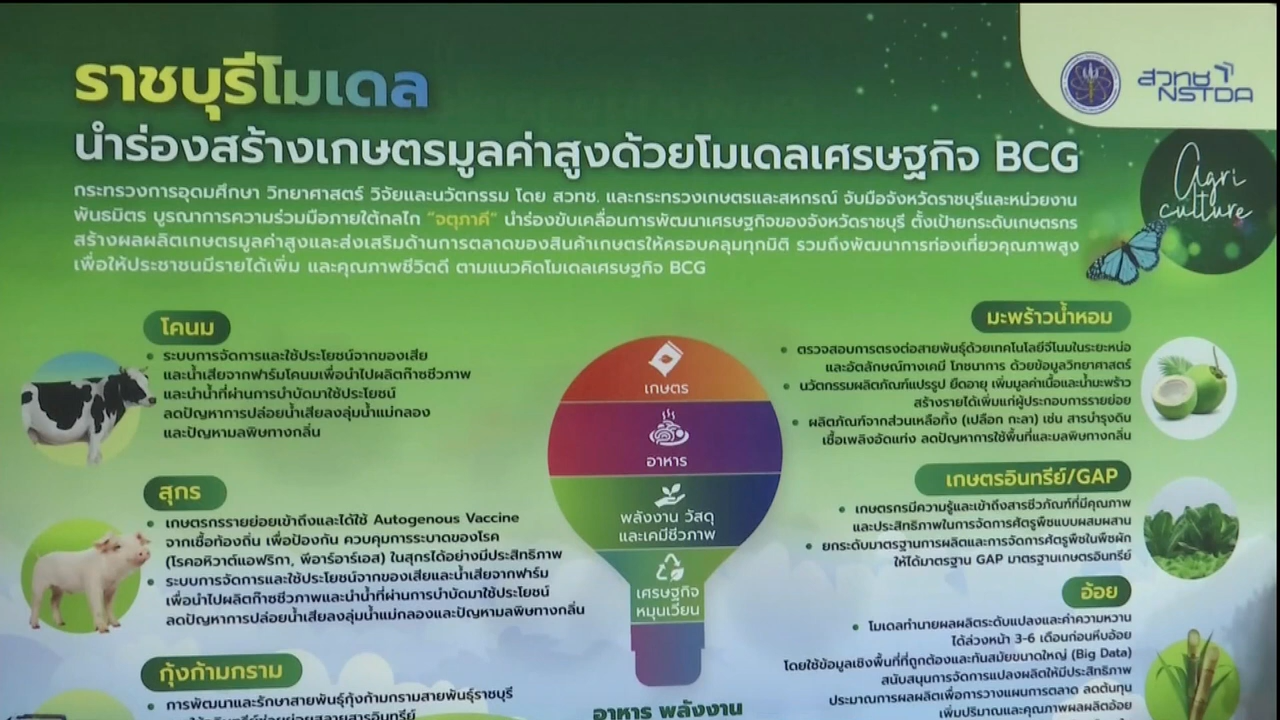 ราชบุรีโมเดล
สวทช
NSTDA
นำร่องสร้างเกษตรมูลค่าสูงด้วยโมเดลเศรษฐกิจ BCG
Agri
culture
กระทรวงการอุดมศึกษา วิทยาศาสตร์ วิจัยและนวัตกรรม โดย สวทช. และกระทรวงเกษตรและสหกรณ์ จับมือจังหวัดราชบุรีและหน่วยงาน
พันธมิตร บูรณาการความร่วมมือภายใต้กลไก "จตุภาคี" นำร่องขับเคลื่อนการพัฒนาเศรษฐกิจของจังหวัดราชบุรี ตั้งเป้ายกระดับเกษตรกร
สร้างผลผลิตเกษตรมูลค่าสูงและส่งเสริมด้านการตลาดของสินค้าเกษตรให้ครอบคลุมทุกมิติ รวมถึงพัฒนาการท่องเที่ยวคุณภาพสูง
เพื่อให้ประชาชนมีรายได้เพิ่ม และคุณภาพชีวิตดี ตามแนวคิดโมเดลเศรษฐกิจ BCG
โคนม
• ระบบการจัดการและใช้ประโยชน์จากของเสีย
และน้ำเสียจากฟาร์มโคนมเพื่อนำไปผลิตก๊าซชีวภาพ
และนำน้ำที่ผ่านการบำบัดมาใช้ประโยชน์
ลดปัญหาการปล่อยน้ำเสียลงลุ่มน้ำแม่กลอง
และปัญหามลพิษทางกลิ่น
สุกร
• เกษตรกรรายย่อยเข้าถึงและได้ใช้ Autogenous Vaccine
จากเชื้อท้องถิ่น เพื่อป้องกัน ควบคุมการระบาดของโรค
(โรคอหิวาต์แอฟริกา, พีอาร์อาร์เอส) ในสุกรได้อย่างมีประสิทธิภาพ
• ระบบการจัดการและใช้ประโยชน์จากของเสียและน้ำเสียจากฟาร์ม
เพื่อนำไปผลิตก๊าซชีวภาพและนำน้ำที่ผ่านการบำบัดมาใช้ประโยชน์
ลดปัญหาการปล่อยน้ำเสียลงลุ่มน้ำแม่กลองและปัญหามลพิษทางกลิ่น
กุ้งก้ามกราม
• การพัฒนาและรักษาสายพันธุ์กุ้งก้ามกรามสายพันธุ์ราชบุรี
เกษตร
อาหาร
พลังงาน วัสดุ
และเคมีชีวภาพ
เศรษฐกิจ
หมุนเวียน
อาหาร พลังงาน
มะพร้าวน้ำหอม
• ตรวจสอบการตรงต่อสายพันธุ์ด้วยเทคโนโลยีจีโนมในระยะหน่อ
และอัตลักษณ์ทางเคมี โภชนาการ ด้วยข้อมูลวิทยาศาสตร์
• นวัตกรรมผลิตภัณฑ์แปรรูป ยืดอายุ เพิ่มมูลค่าเนื้อและน้ำมะพร้าว
สร้างรายได้เพิ่มแก่ผู้ประกอบการรายย่อย
• ผลิตภัณฑ์จากส่วนเหลือทิ้ง (เปลือก กะลา) เช่น สารบำรุงดิน
เชื้อเพลิงอัดแท่ง ลดปัญหาการใช้พื้นที่และมลพิษทางกลิ่น
เกษตรอินทรีย์/GAP
• เกษตรกรมีความรู้และเข้าถึงสารชีวภัณฑ์ที่มีคุณภาพ
และประสิทธิภาพในการจัดการศัตรูพืชแบบผสมผสาน
• ยกระดับมาตรฐานการผลิตและการจัดการศัตรูพืชในพืชผัก
ให้ได้มาตรฐาน GAP มาตรฐานเกษตรอินทรีย์
อ้อย
• โมเดลทำนายผลผลิตระดับแปลงและค่าความหวาน
ได้ล่วงหน้า 3-6 เดือนก่อนหีบอ้อย
โดยใช้ข้อมูลเชิงพื้นที่ที่ถูกต้องและทันสมัยขนาดใหญ่ (Big Data)
สนับสนุนการจัดการแปลงให้มีประสิทธิภาพ
ประมาณการผลผลิตเพื่อการวางแผนการตลาด ลดต้นทุน
เพิ่มปริมาณและคุณภาพผลผลิตอ้อย